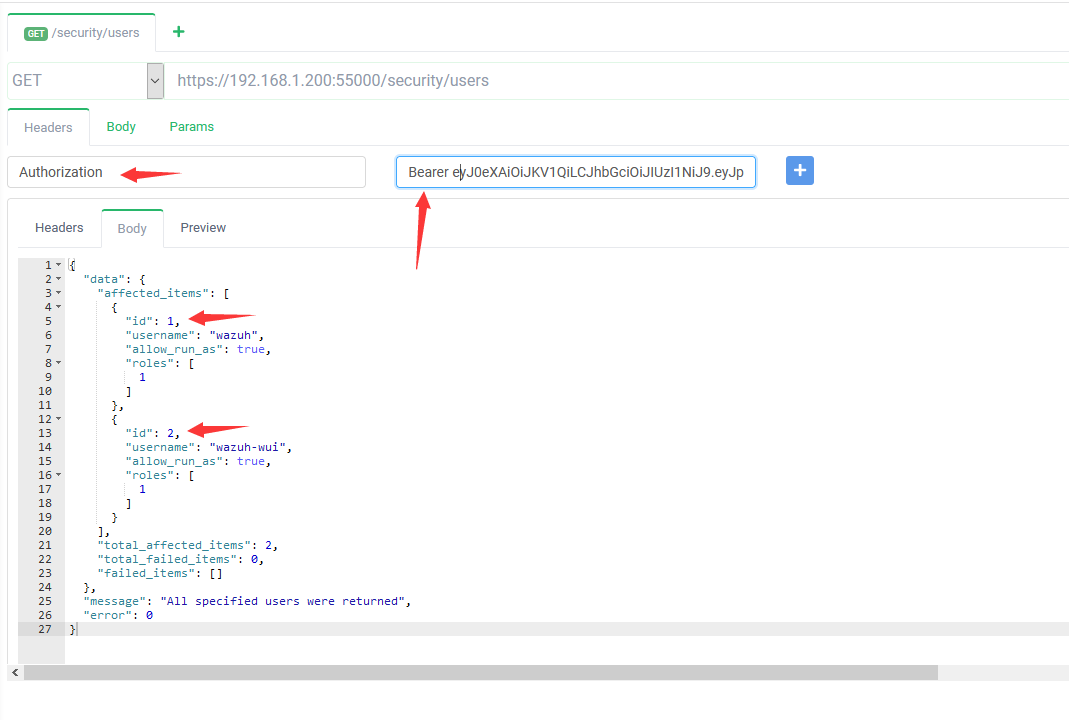 GET /security/users +
GET https://192.168.1.200:55000/security/users
Headers Body Params
Authorization Bearer eyJ0eXAiOiJKV1QiLCJhbGciOiJIUzI1NiJ9.eyJp +
Headers Body Preview
1 {
2 "data": {
3 "affected_items": [
4 {
5 "id": 1,
6 "username": "wazuh",
7 "allow_run_as": true,
8 "roles": [
9 1
10 ]
11 },
12 {
13 "id": 2,
14 "username": "wazuh-wui",
15 "allow_run_as": true,
16 "roles": [
17 1
18 ]
19 }
20 ],
21 "total_affected_items": 2,
22 "total_failed_items": 0,
23 "failed_items": []
24 },
25 "message": "All specified users were returned",
26 "error": 0
27 }